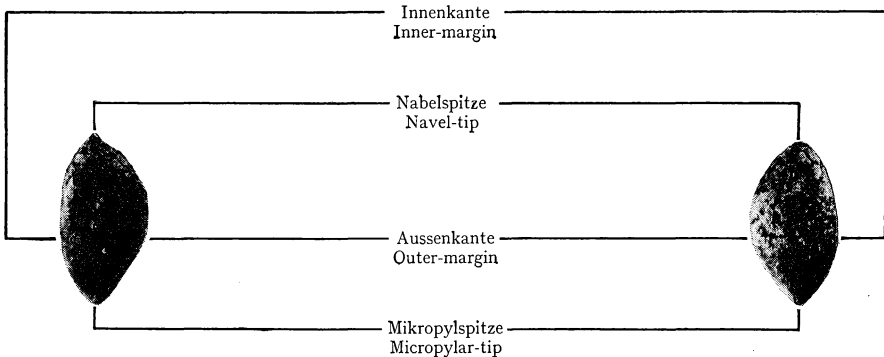 Innenkante
Inner-margin
Nabelspitze
Navel-tip
Aussenkante
Outer-margin
Mikropylspitze
Micropylar-tip